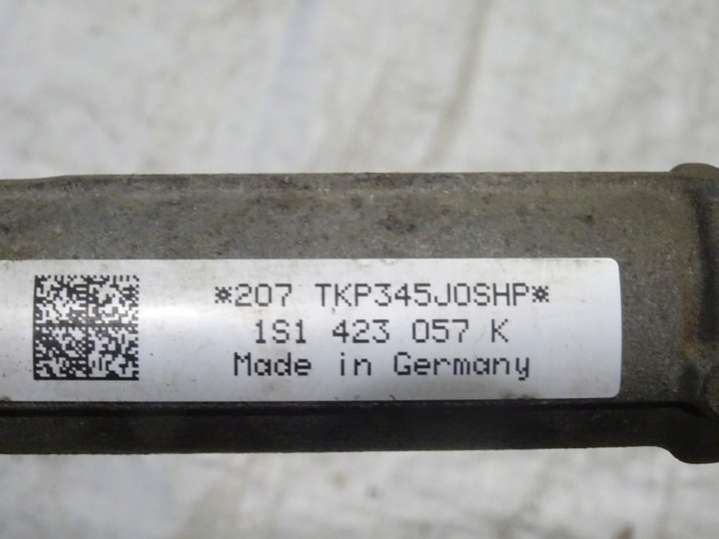 *207 TKP345J0SHP*
1S1 423 057 K
Made in Germany